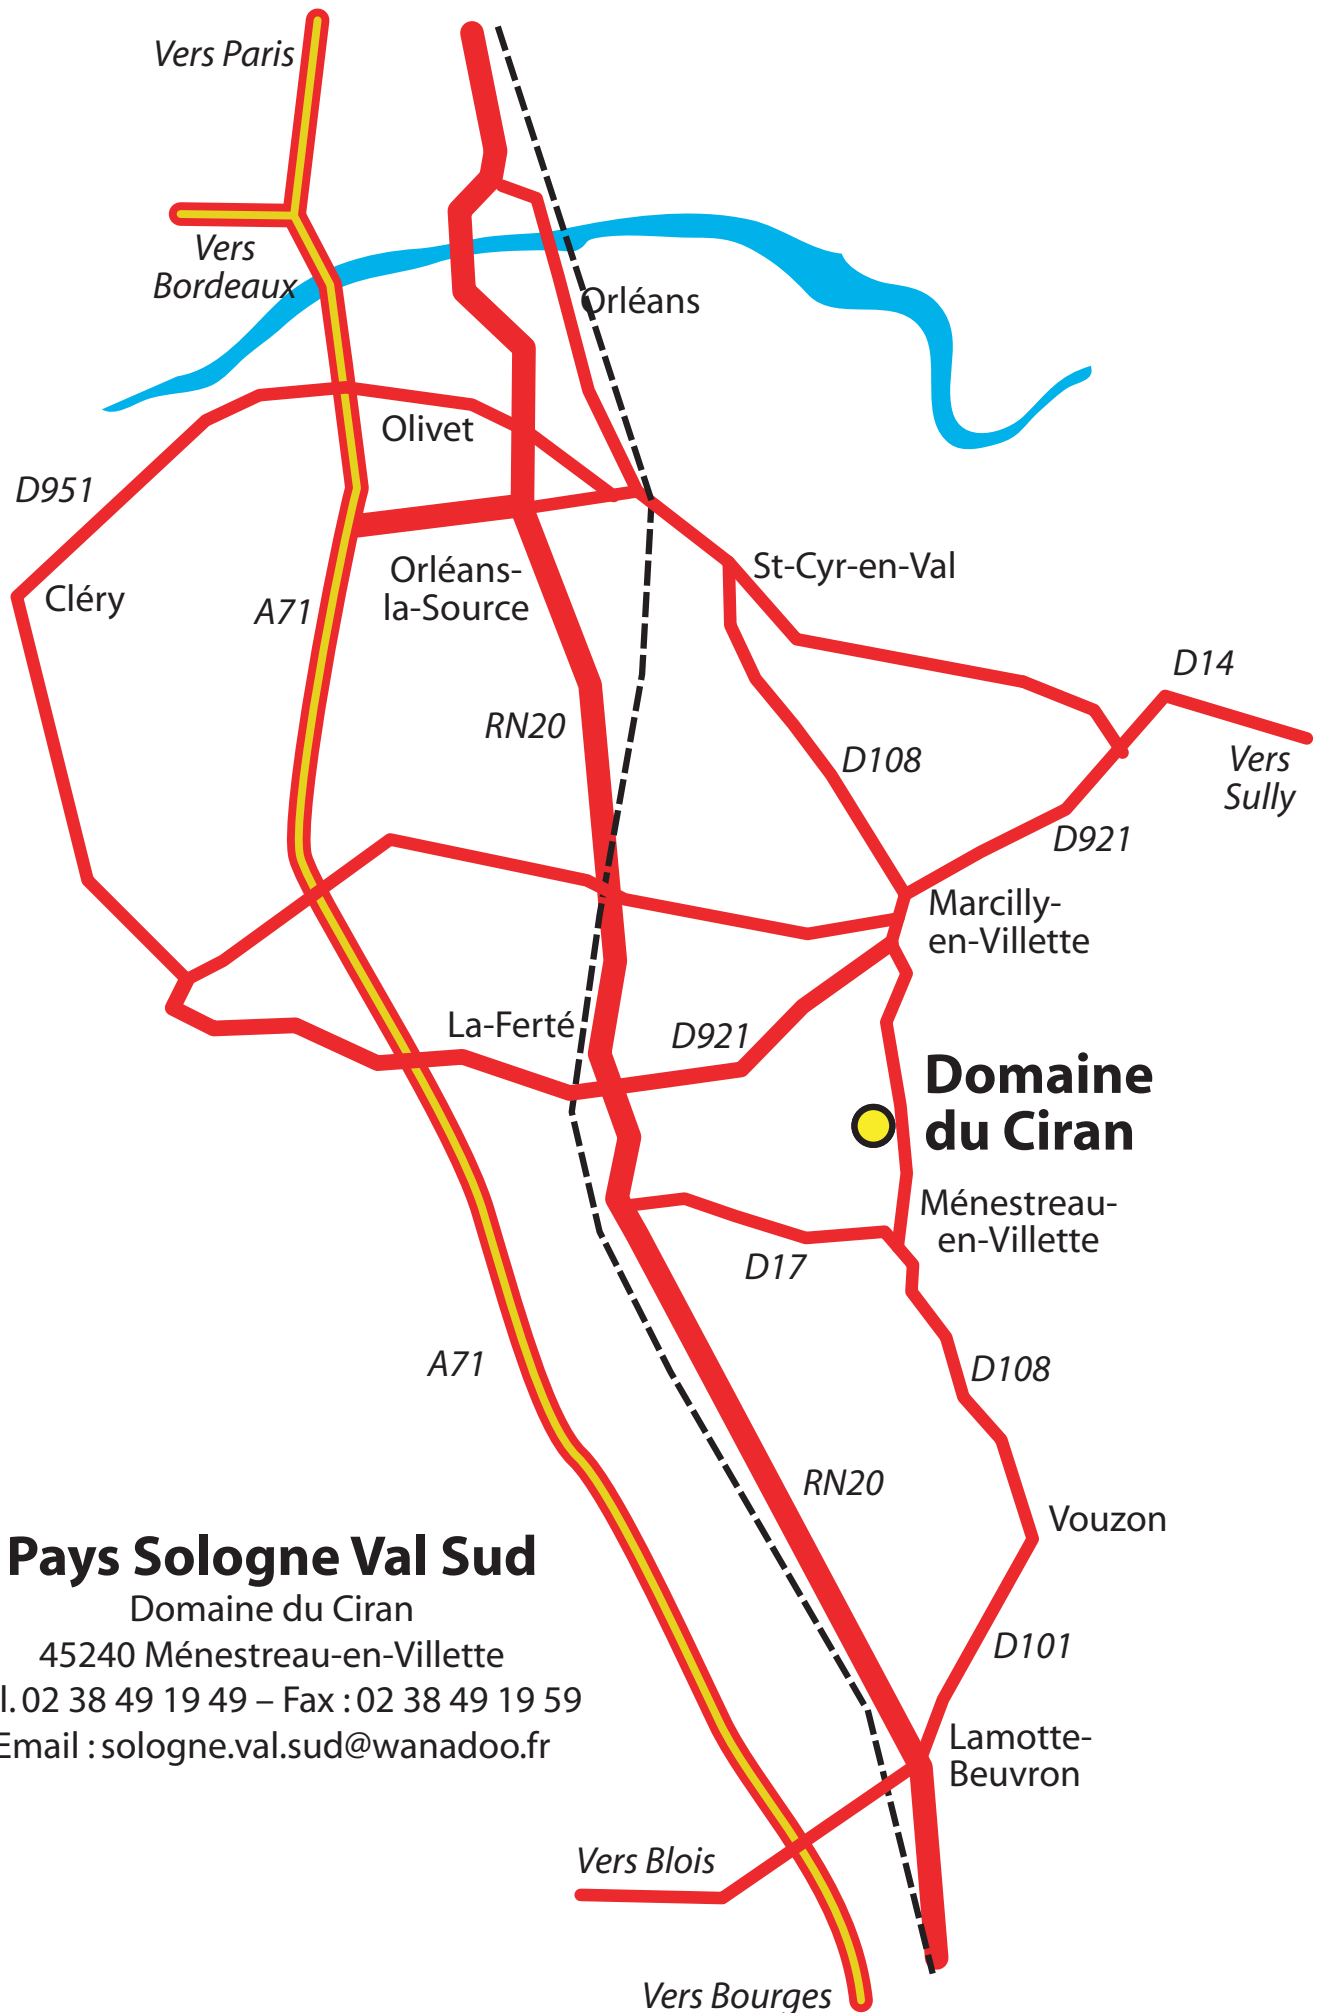 Vers Paris
Vers
Bordeaux
Orléans
Olivet
D951
Cléry
A71
Orléans-
la-Source
St-Cyr-en-Val
D14
Vers
Sully
RN20
D108
D921
Marcilly-
en-Villette
La-Ferté
D921
Domaine
du Ciran
Ménestreau-
en-Villette
D17
A71
D108
RN20
Vouzon
Pays Sologne Val Sud
Domaine du Ciran
45240 Ménestreau-en-Villette
l. 02 38 49 19 49 – Fax : 02 38 49 19 59
Email : sologne.val.sud@wanadoo.fr
D101
Lamotte-
Beuvron
Vers Blois
Vers Bourges